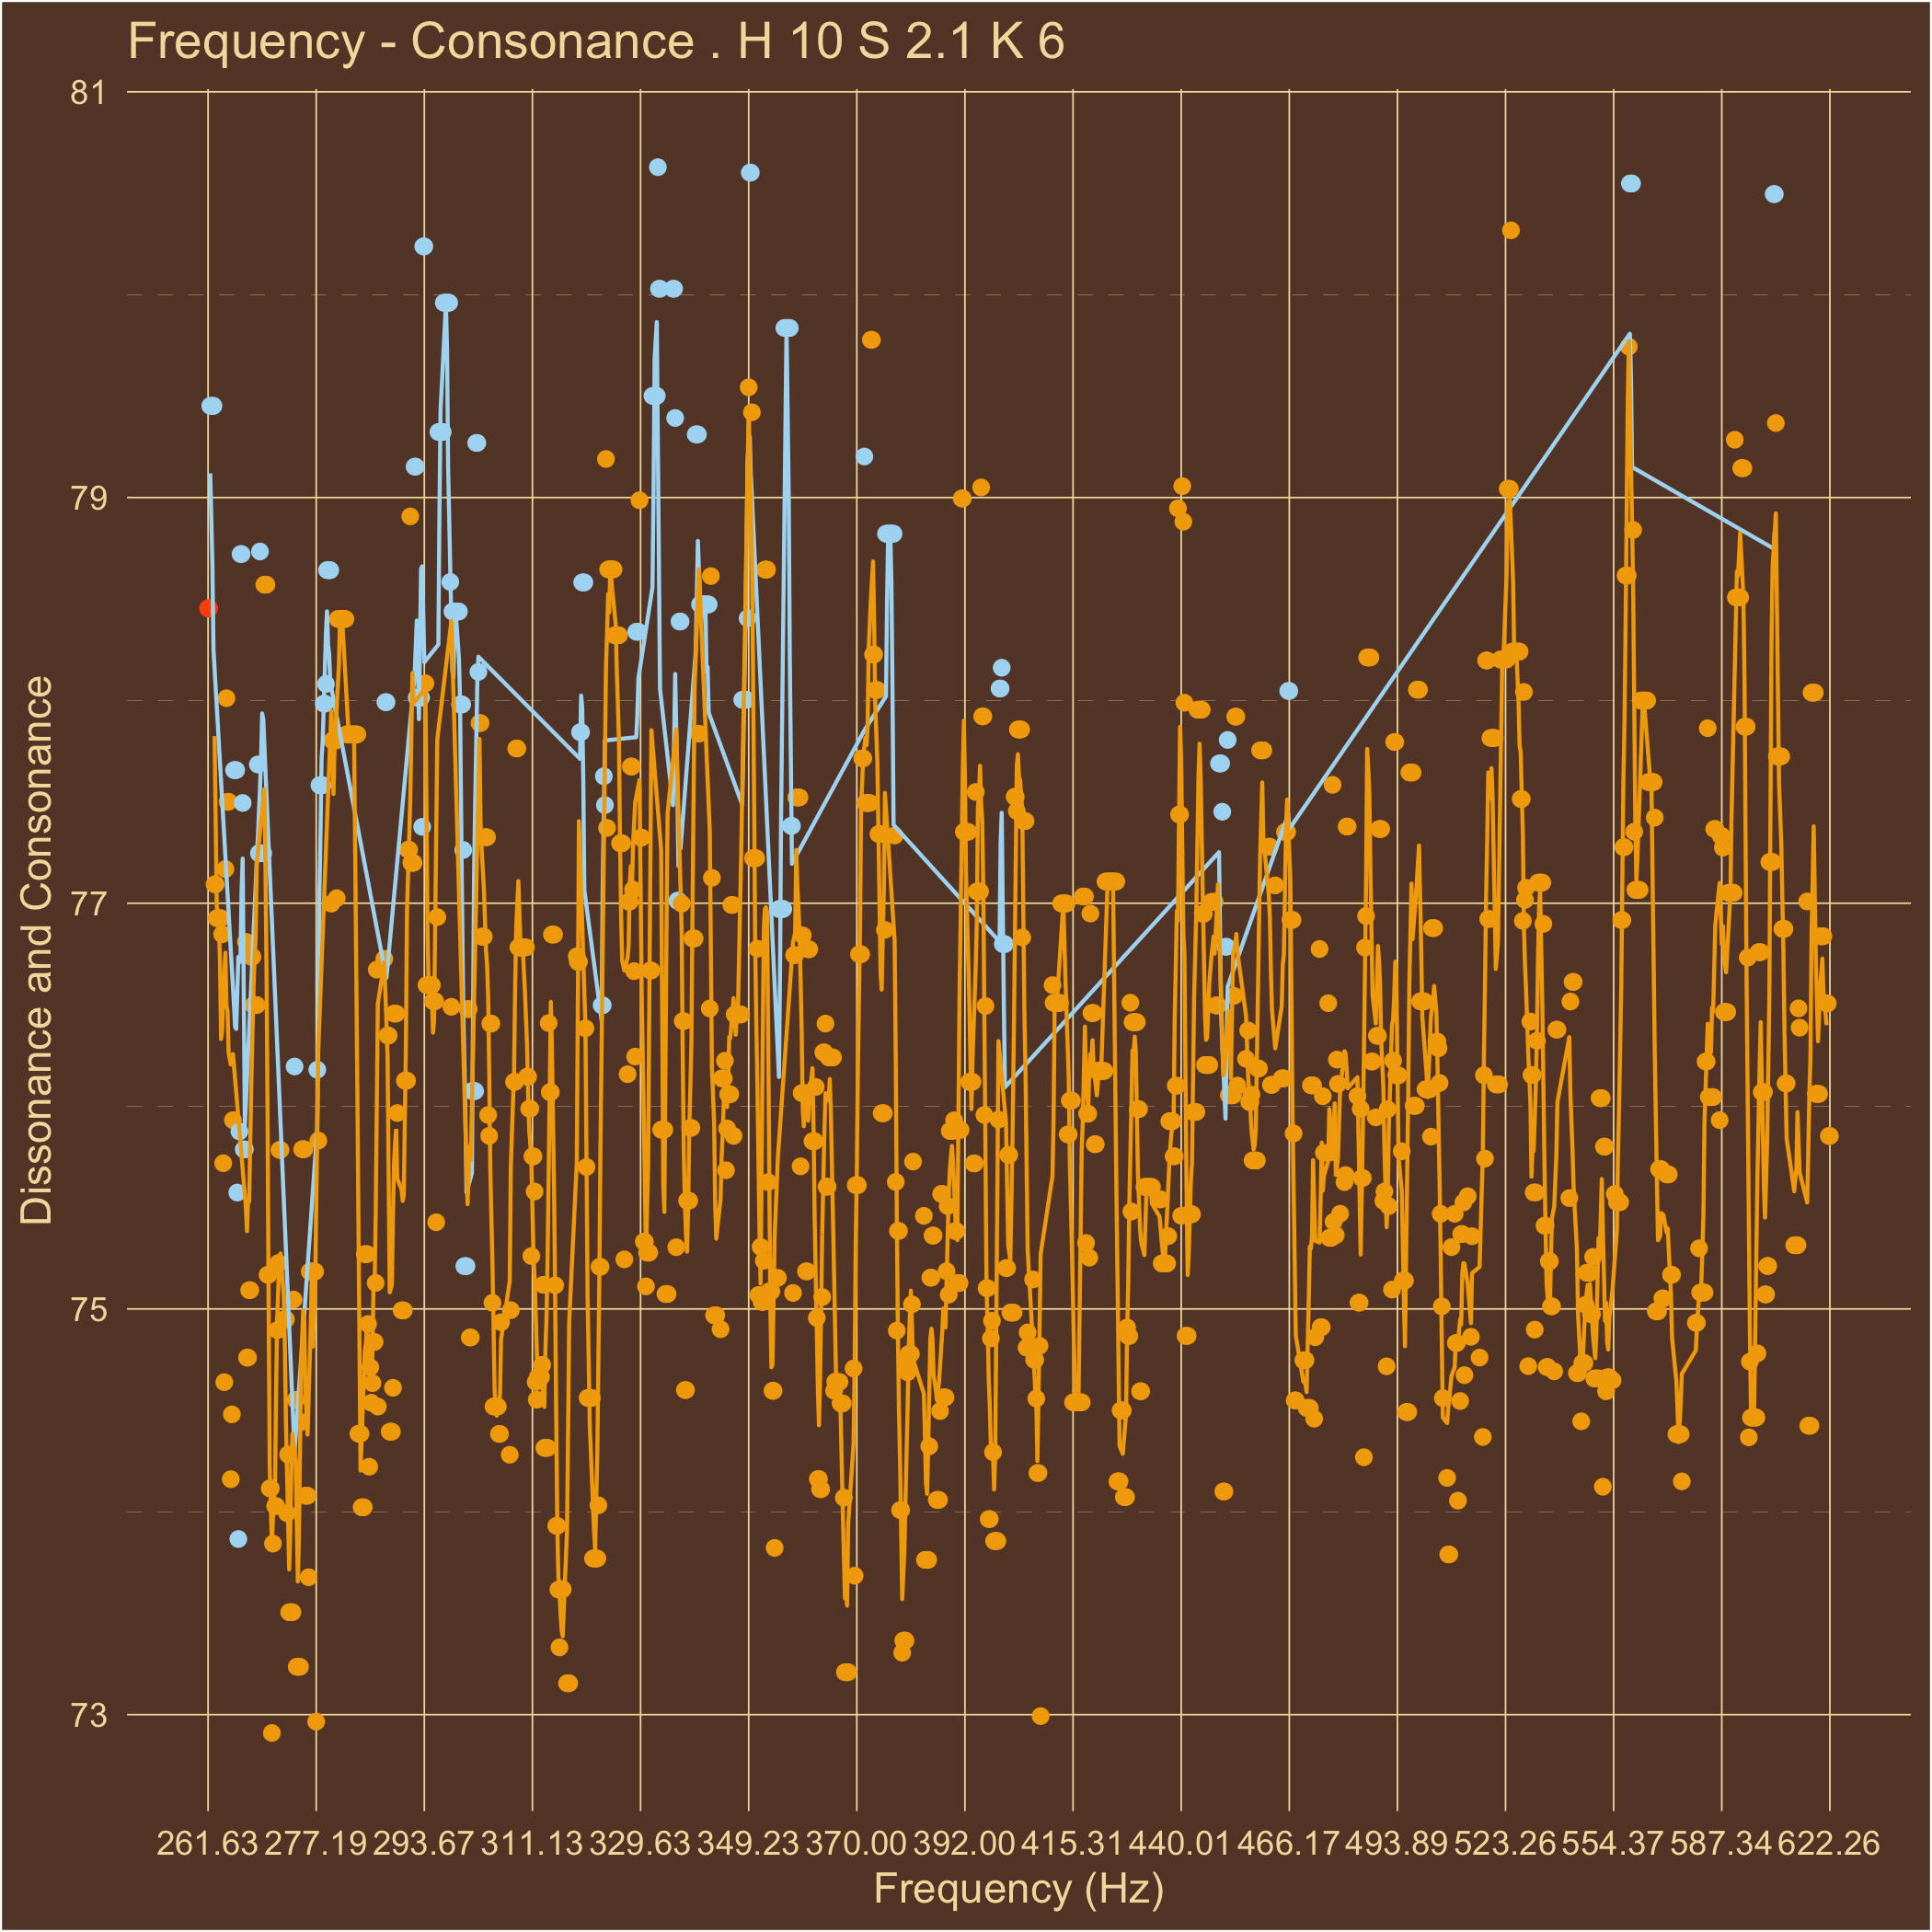 Frequency - Consonance . H 10 S 2.1 K 6
81
79
77
75
73
Dissonance and Consonance
261.63 277.19 293.67 311.13 329.63 349.23 370.00 392.00 415.31 440.01 466.17 493.89 523.26 554.37 587.34 622.26
Frequency (Hz)